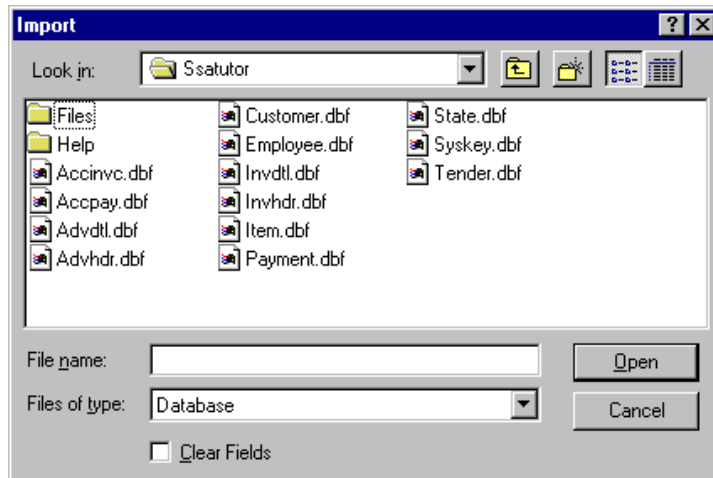 Import
Look in: Ssatutor
Files Customer.dbf State.dbf
Help Employee.dbf Syskey.dbf
Accinvc.dbf Invdtl.dbf Tender.dbf
Accpay.dbf Invhdr.dbf
Advdtl.dbf Item.dbf
Advhdr.dbf Payment.dbf
File name: Open
Files of type: Database Cancel
Clear Fields